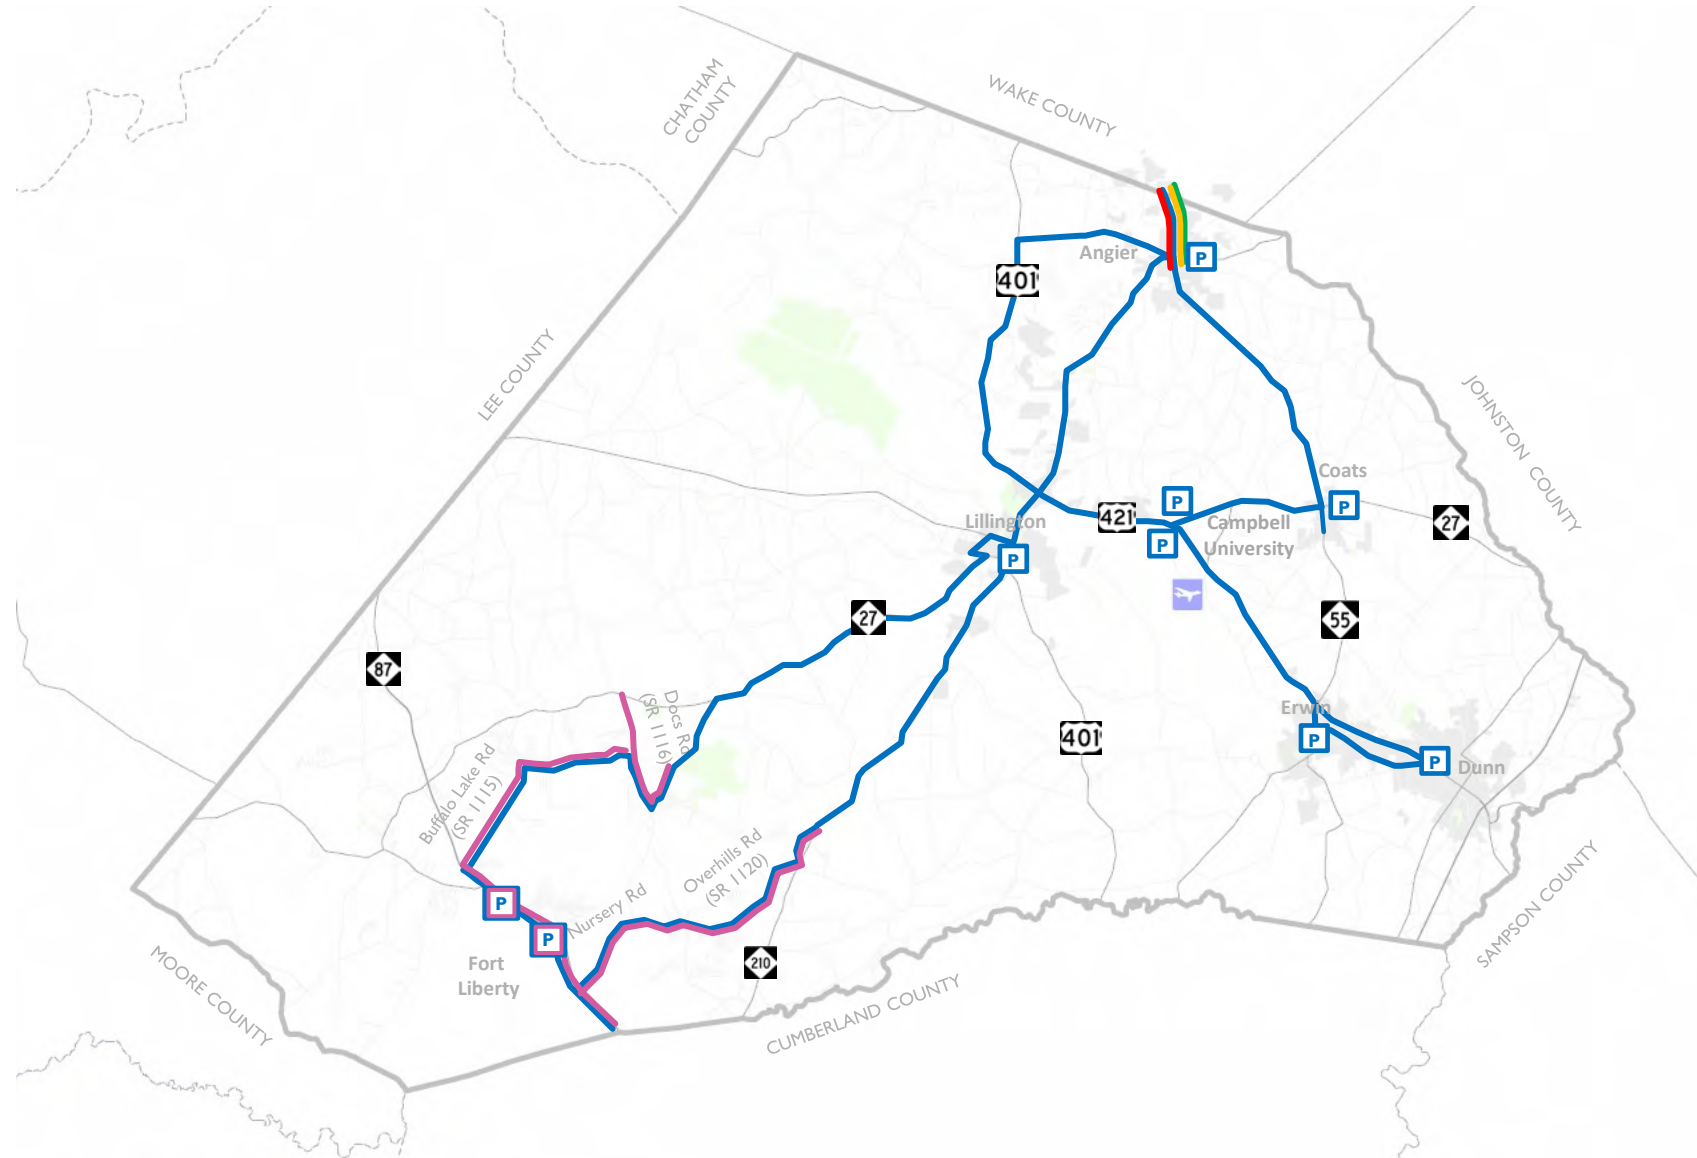 CHATHAM
COUNTY
WAKE COUNTY
Angier
P
401
LEE COUNTY
JOHNSTON COUNTY
Coats
P
P
Lillington
421
Campbell
University
27
P
P
27
55
87
Docs Rd
(SR 1116)
Erwin
401
P
P
Dunn
Buffalo Lake Rd
(SR 1115)
Overhills Rd
(SR 1120)
P
Nursery Rd
P
SAMPSON COUNTY
Fort
Liberty
210
MOORE COUNTY
CUMBERLAND COUNTY